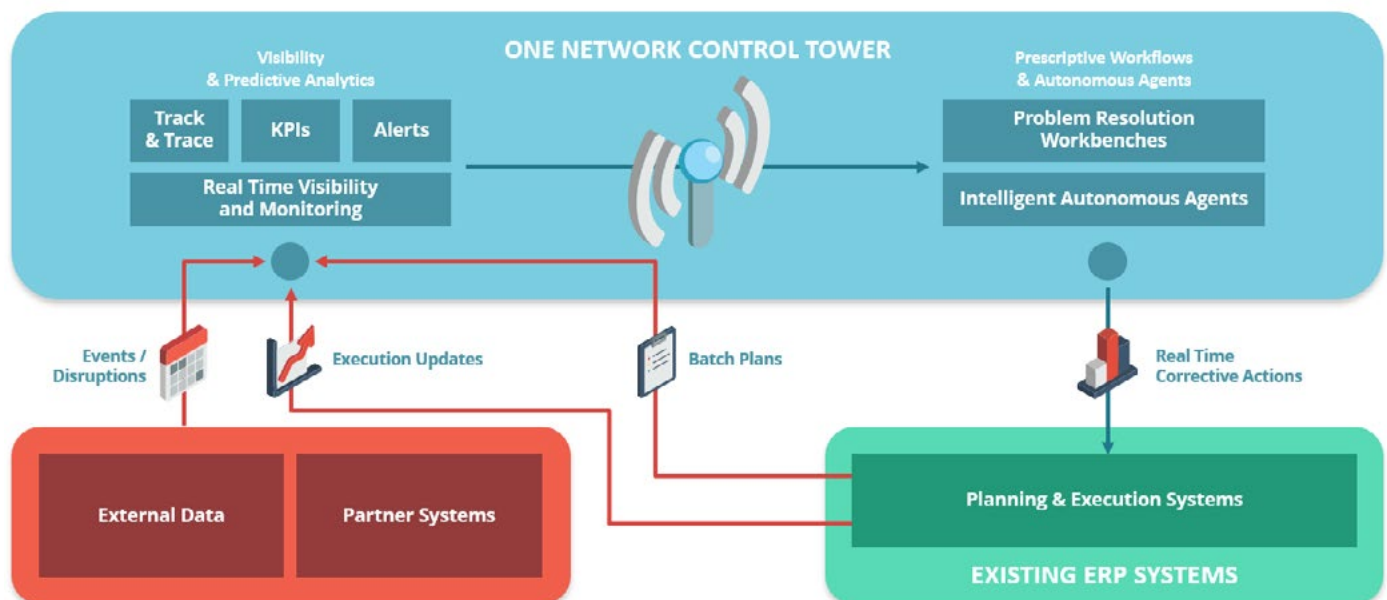 ONE NETWORK CONTROL TOWER
Visibility
& Predictive Analytics
Track
& Trace
KPIs
Alerts
Real Time Visibility
and Monitoring
Prescriptive Workflows
& Autonomous Agents
Problem Resolution
Workbenches
Intelligent Autonomous Agents
Events /
Disruptions
Execution Updates
Batch Plans
Real Time
Corrective Actions
External Data
Partner Systems
Planning & Execution Systems
EXISTING ERP SYSTEMS